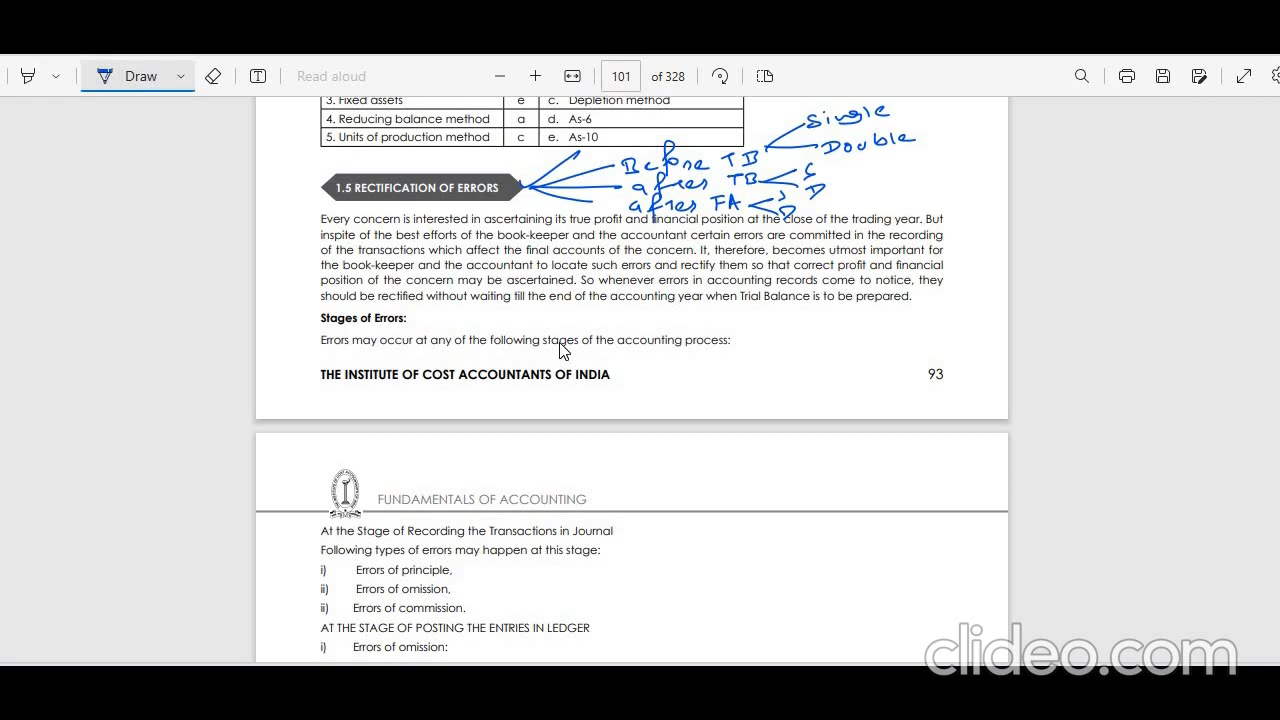 Draw
Read aloud
101 of 328
3. Fixed assets e c. Depletion method
4. Reducing balance method a d. As-6
5. Units of production method c e. As-10
Single
Before TB Double
after TB S D
after FA S D
1.5 RECTIFICATION OF ERRORS
Every concern is interested in ascertaining its true profit and financial position at the close of the trading year. But
inspite of the best efforts of the book-keeper and the accountant certain errors are committed in the recording
of the transactions which affect the final accounts of the concern. It, therefore, becomes utmost important for
the book-keeper and the accountant to locate such errors and rectify them so that correct profit and financial
position of the concern may be ascertained. So whenever errors in accounting records come to notice, they
should be rectified without waiting till the end of the accounting year when Trial Balance is to be prepared.
Stages of Errors:
Errors may occur at any of the following stages of the accounting process:
THE INSTITUTE OF COST ACCOUNTANTS OF INDIA 93
FUNDAMENTALS OF ACCOUNTING
At the Stage of Recording the Transactions in Journal
Following types of errors may happen at this stage:
i) Errors of principle,
ii) Errors of omission,
ii) Errors of commission.
AT THE STAGE OF POSTING THE ENTRIES IN LEDGER
i) Errors of omission:
clideo.com